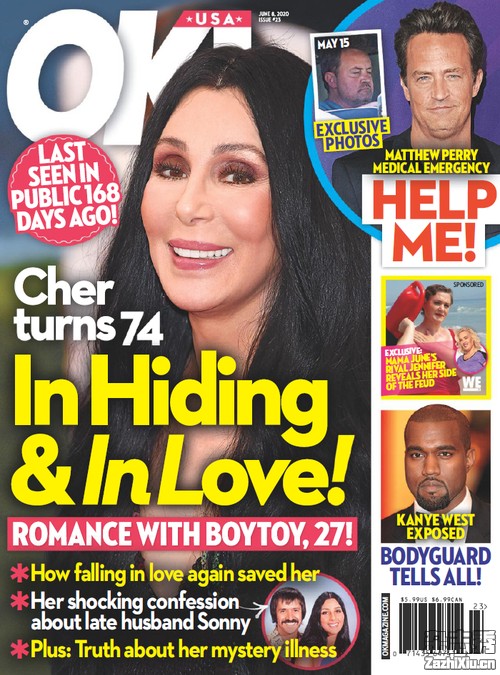 OK!
USA
JUNE 8, 2020
ISSUE #23
LAST
SEEN IN
PUBLIC 168
DAYS AGO!
MAY 15
EXCLUSIVE
PHOTOS
MATTHEW PERRY
MEDICAL EMERGENCY
HELP
ME!
Cher
turns 74
In Hiding
& In Love!
ROMANCE WITH BOYTOY, 27!
*How falling in love again saved her
*Her shocking confession
about late husband Sonny
*Plus: Truth about her mystery illness
SPONSORED
EXCLUSIVE:
MAMA JUNE'S
RIVAL JENNIFER
REVEALS HER SIDE
OF THE FEUD
WE
KANYE WEST
EXPOSED
BODYGUARD
TELLS ALL!
$5.99US $6.99CAN
23>
OKMAGAZINE.COM
ZazhiXiu.cn